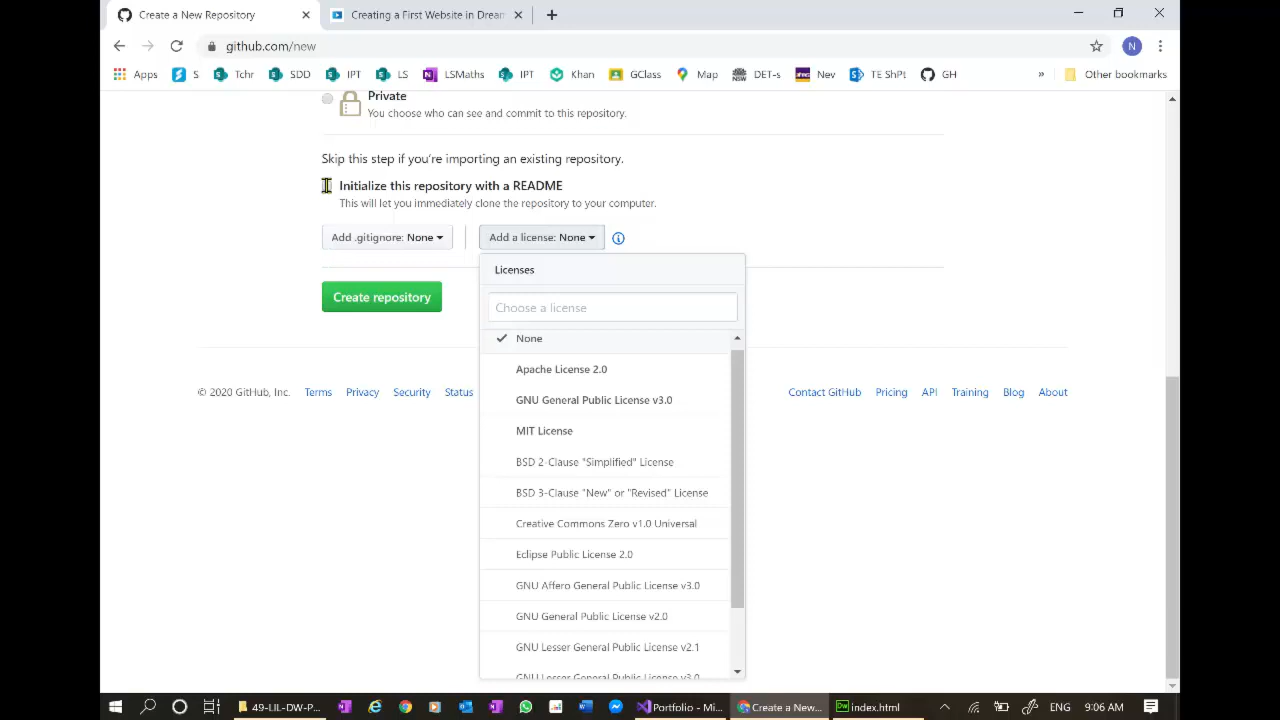 Create a New Repository
Creating a First Website in Dream
github.com/new
N
Apps
S
Tchr
SDD
IPT
LS
LSMaths
IPT
Khan
GClass
Map
DET-s
Nev
TE ShPt
GH
»
Other bookmarks
Private
You choose who can see and commit to this repository.
Skip this step if you're importing an existing repository.
Initialize this repository with a README
This will let you immediately clone the repository to your computer.
Add .gitignore: None
Add a license: None
Licenses
Choose a license
Create repository
None
Apache License 2.0
GNU General Public License v3.0
MIT License
BSD 2-Clause "Simplified" License
BSD 3-Clause "New" or "Revised" License
Creative Commons Zero v1.0 Universal
Eclipse Public License 2.0
GNU Affero General Public License v3.0
GNU General Public License v2.0
GNU Lesser General Public License v2.1
GNU Lesser General Public License v3.0
© 2020 GitHub, Inc. Terms Privacy Security Status
Contact GitHub Pricing API Training Blog About
49-LIL-DW-P...
Portfolio - Mi...
Create a New...
Dw index.html
ENG
9:06 AM